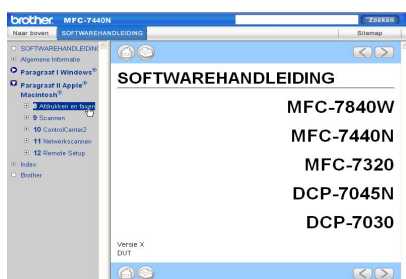 brother. MFC-7440N
Zoeken
Naar boven SOFTWAREHANDLEIDING
Sitemap
SOFTWAREHANDLEIDING
Algemene Informatie
Paragraaf I Windows®
Paragraaf II Apple®
Macintosh®
8 Afdrukken en faxen
9 Scannen
10 ControlCenter2
11 Netwerkscannen
12 Remote Setup
Index
Brother
SOFTWAREHANDLEIDING
MFC-7840W
MFC-7440N
MFC-7320
DCP-7045N
DCP-7030
Versie X
DUT